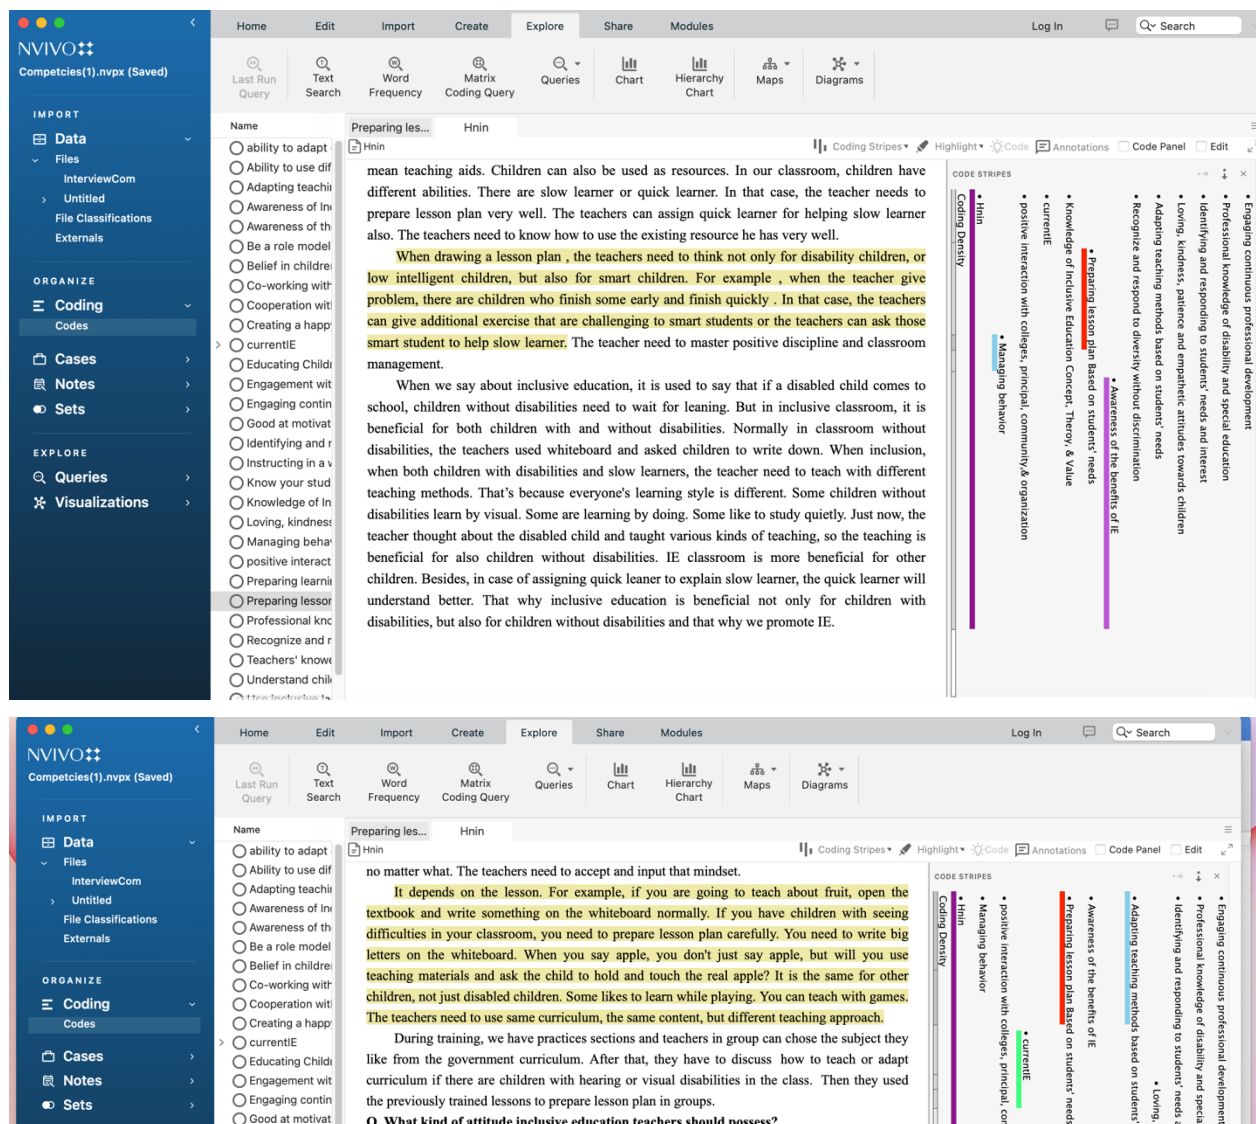 Home Edit Import Create Explore Share Modules Log In Search
NVIVO
Competcies(1).nvpx (Saved)
Last Run Query
Text Search
Word Frequency
Matrix Coding Query
Queries
Chart
Hierarchy Chart
Maps
Diagrams
IMPORT
Data
Files
InterviewCom
Untitled
File Classifications
Externals
ORGANIZE
Coding
Codes
Cases
Notes
Sets
EXPLORE
Queries
Visualizations
Name
ability to adapt
Ability to use dif
Adapting teachin
Awareness of In
Awareness of th
Be a role model
Belief in childre
Co-working with
Cooperation wit
Creating a happ
currentIE
Educating Child
Engagement wit
Engaging contin
Good at motivat
Identifying and r
Instructing in a v
Know your stud
Knowledge of In
Loving, kindness
Managing behav
positive interact
Preparing learni
Preparing lesson
Professional kno
Recognize and r
Teachers' knowe
Understand chil
Preparing les... Hnin
Hnin Coding Stripes Highlight Code Annotations Code Panel Edit
mean teaching aids. Children can also be used as resources. In our classroom, children have
different abilities. There are slow learner or quick learner. In that case, the teacher needs to
prepare lesson plan very well. The teachers can assign quick learner for helping slow learner
also. The teachers need to know how to use the existing resource he has very well.
When drawing a lesson plan , the teachers need to think not only for disability children, or
low intelligent children, but also for smart children. For example , when the teacher give
problem, there are children who finish some early and finish quickly . In that case, the teachers
can give additional exercise that are challenging to smart students or the teachers can ask those
smart student to help slow learner. The teacher need to master positive discipline and classroom
management.
When we say about inclusive education, it is used to say that if a disabled child comes to
school, children without disabilities need to wait for leaning. But in inclusive classroom, it is
beneficial for both children with and without disabilities. Normally in classroom without
disabilities, the teachers used whiteboard and asked children to write down. When inclusion,
when both children with disabilities and slow learners, the teacher need to teach with different
teaching methods. That's because everyone's learning style is different. Some children without
disabilities learn by visual. Some are learning by doing. Some like to study quietly. Just now, the
teacher thought about the disabled child and taught various kinds of teaching, so the teaching is
beneficial for also children without disabilities. IE classroom is more beneficial for other
children. Besides, in case of assigning quick leaner to explain slow learner, the quick learner will
understand better. That why inclusive education is beneficial not only for children with
disabilities, but also for children without disabilities and that why we promote IE.
CODE STRIPES
Coding Density
Hnin
Managing behavior
positive interaction with colleges, principal, community,& organization
currentIE
Knowledge of Inclusive Education Concept, Theroy, & Value
Preparing lesson plan Based on students' needs
Awareness of the benefits of IE
Recognize and respond to diversity without discrimination
Adapting teaching methods based on students' needs
Loving, kindness, patience and empathetic attitudes towards children
Identifying and responding to students' needs and interest
Professional knowledge of disability and special education
Engaging continuous professional development
Home Edit Import Create Explore Share Modules Log In Search
NVIVO
Competcies(1).nvpx (Saved)
Last Run Query
Text Search
Word Frequency
Matrix Coding Query
Queries
Chart
Hierarchy Chart
Maps
Diagrams
IMPORT
Data
Files
InterviewCom
Untitled
File Classifications
Externals
ORGANIZE
Coding
Codes
Cases
Notes
Sets
Name
ability to adapt
Ability to use dif
Adapting teachin
Awareness of In
Awareness of th
Be a role model
Belief in childre
Co-working with
Cooperation wit
Creating a happ
currentIE
Educating Child
Engagement wit
Engaging contin
Good at motivat
Preparing les... Hnin
Hnin Coding Stripes Highlight Code Annotations Code Panel Edit
no matter what. The teachers need to accept and input that mindset.
It depends on the lesson. For example, if you are going to teach about fruit, open the
textbook and write something on the whiteboard normally. If you have children with seeing
difficulties in your classroom, you need to prepare lesson plan carefully. You need to write big
letters on the whiteboard. When you say apple, you don't just say apple, but will you use
teaching materials and ask the child to hold and touch the real apple? It is the same for other
children, not just disabled children. Some likes to learn while playing. You can teach with games.
The teachers need to use same curriculum, the same content, but different teaching approach.
During training, we have practices sections and teachers in group can chose the subject they
like from the government curriculum. After that, they have to discuss how to teach or adapt
curriculum if there are children with hearing or visual disabilities in the class. Then they used
the previously trained lessons to prepare lesson plan in groups.
Q. What kind of attitude inclusive education teachers should possess?
CODE STRIPES
Coding Density
Hnin
Managing behavior
positive interaction with colleges, principal, cor
currentIE
Preparing lesson plan Based on students' needs
Awareness of the benefits of IE
Adapting teaching methods based on students'
Loving,
Identifying and responding to students' needs a
Professional knowledge of disability and specia
Engaging continuous professional development